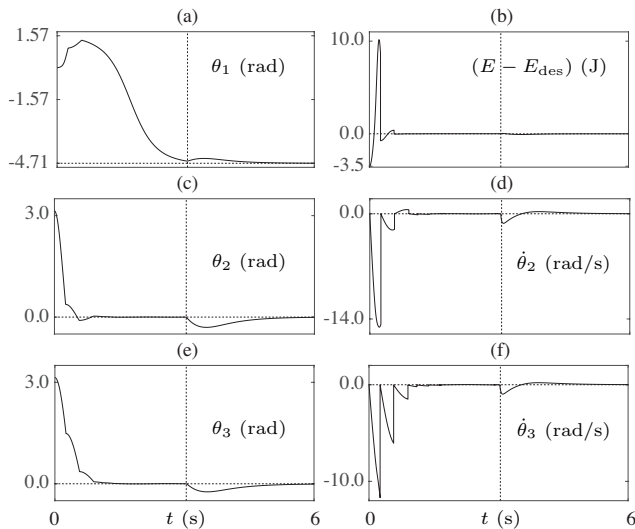 (a)
1.57
-1.57
-4.71
θ₁ (rad)
(b)
10.0
0.0
-3.5
(E − E_des) (J)
(c)
3.0
0.0
θ₂ (rad)
(d)
0.0
-14.0
θ̇₂ (rad/s)
(e)
3.0
0.0
θ₃ (rad)
0
t (s)
6
(f)
0.0
-10.0
θ̇₃ (rad/s)
0
t (s)
6